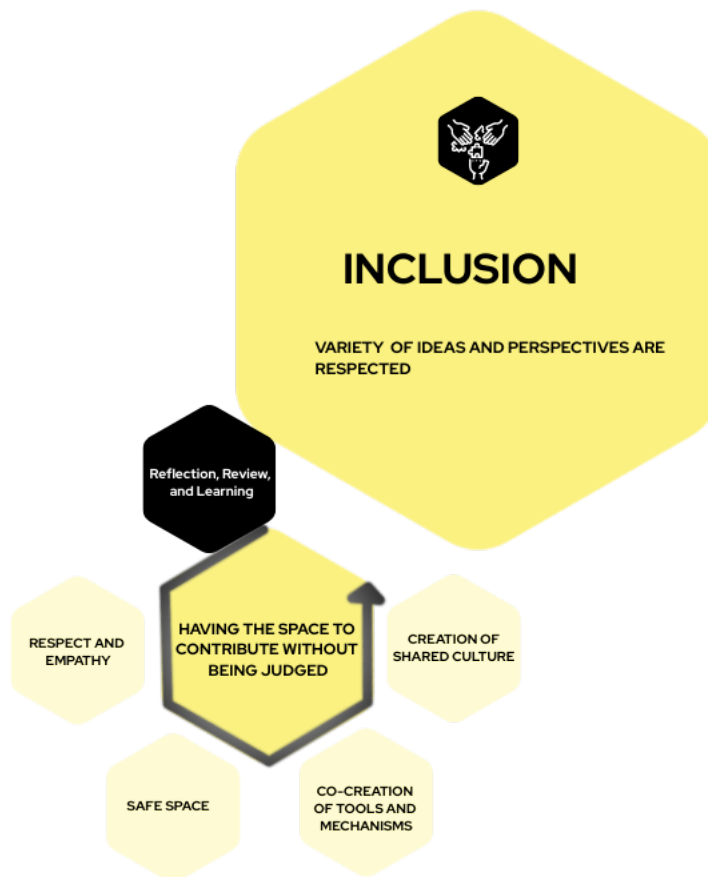 INCLUSION
VARIETY OF IDEAS AND PERSPECTIVES ARE
RESPECTED
Reflection, Review,
and Learning
HAVING THE SPACE TO
CONTRIBUTE WITHOUT
BEING JUDGED
RESPECT AND
EMPATHY
CREATION OF
SHARED CULTURE
SAFE SPACE
CO-CREATION
OF TOOLS AND
MECHANISMS